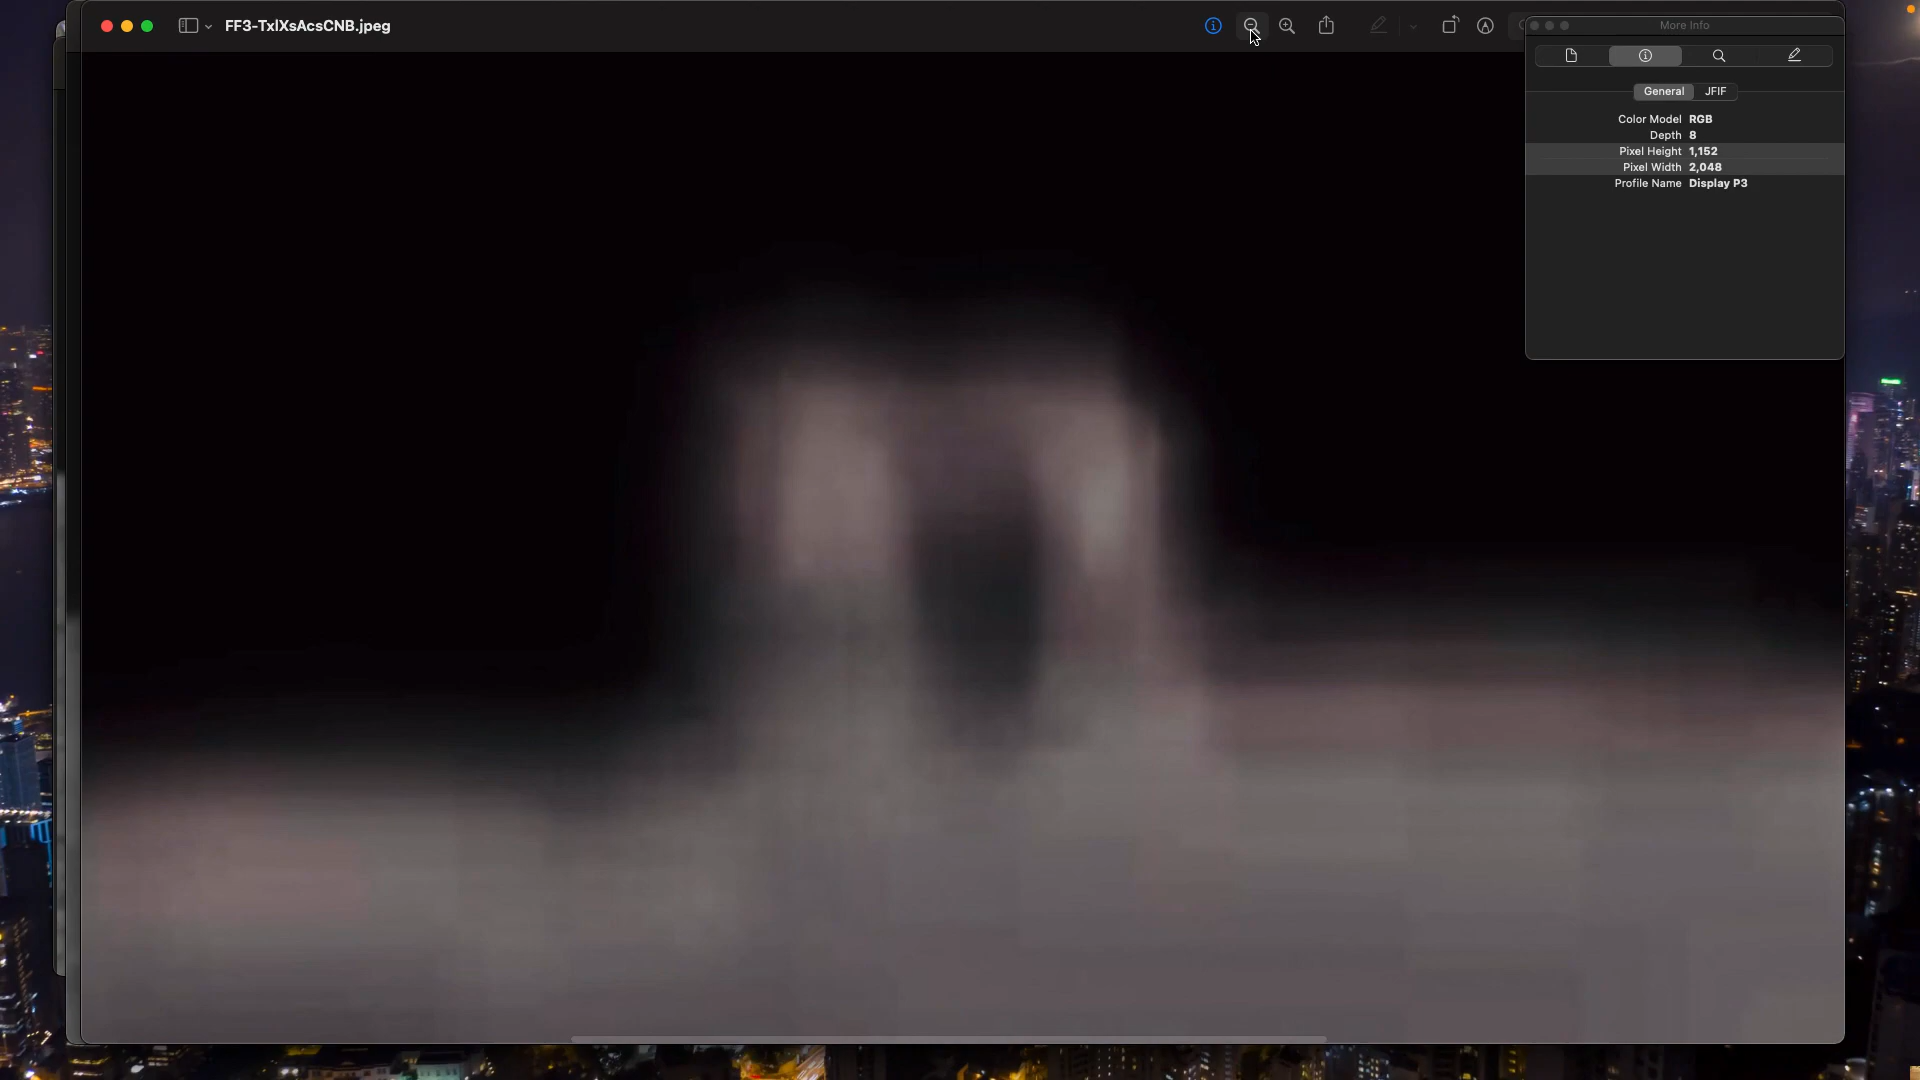 FF3-TxlXsAcsCNB.jpeg
More Info
General JFIF
Color Model RGB
Depth 8
Pixel Height 1,152
Pixel Width 2,048
Profile Name Display P3